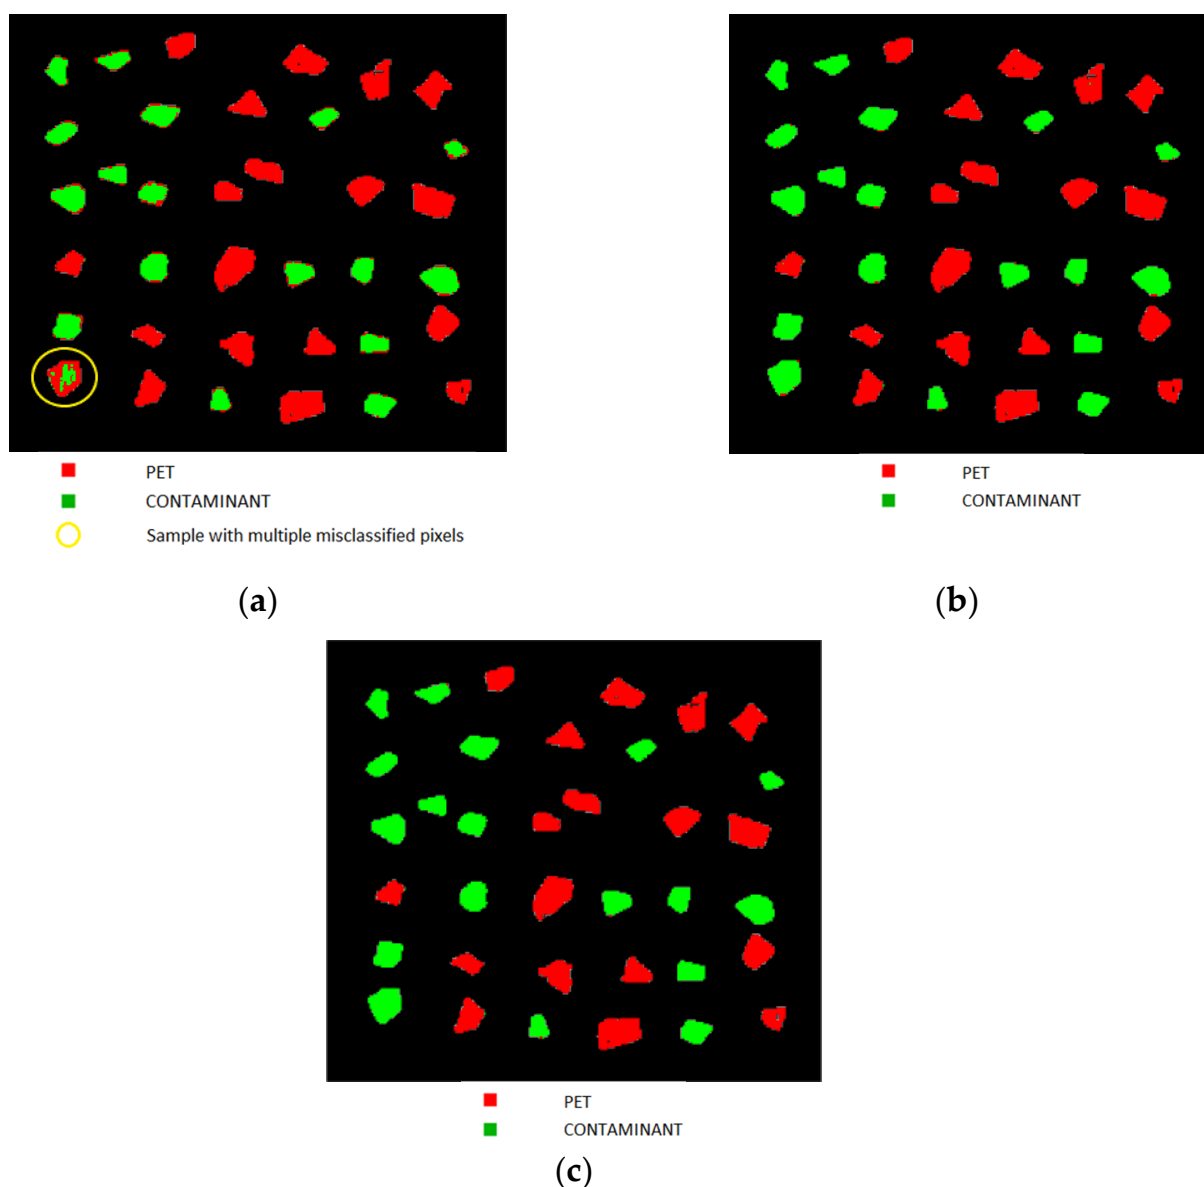 PET
CONTAMINANT
Sample with multiple misclassified pixels
(a)
PET
CONTAMINANT
(b)
PET
CONTAMINANT
(c)